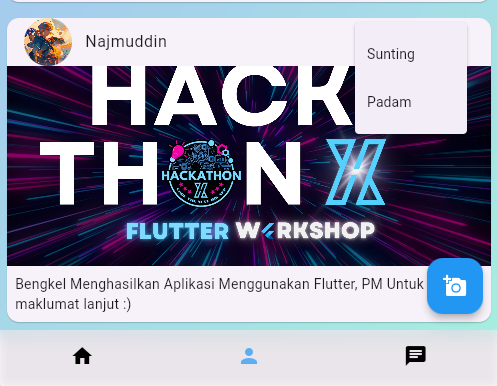 Najmuddin
Sunting
Padam
HACK
THON X
HACKATHON
X
FLUTTER WORKSHOP
Bengkel Menghasilkan Aplikasi Menggunakan Flutter, PM Untuk
maklumat lanjut :)